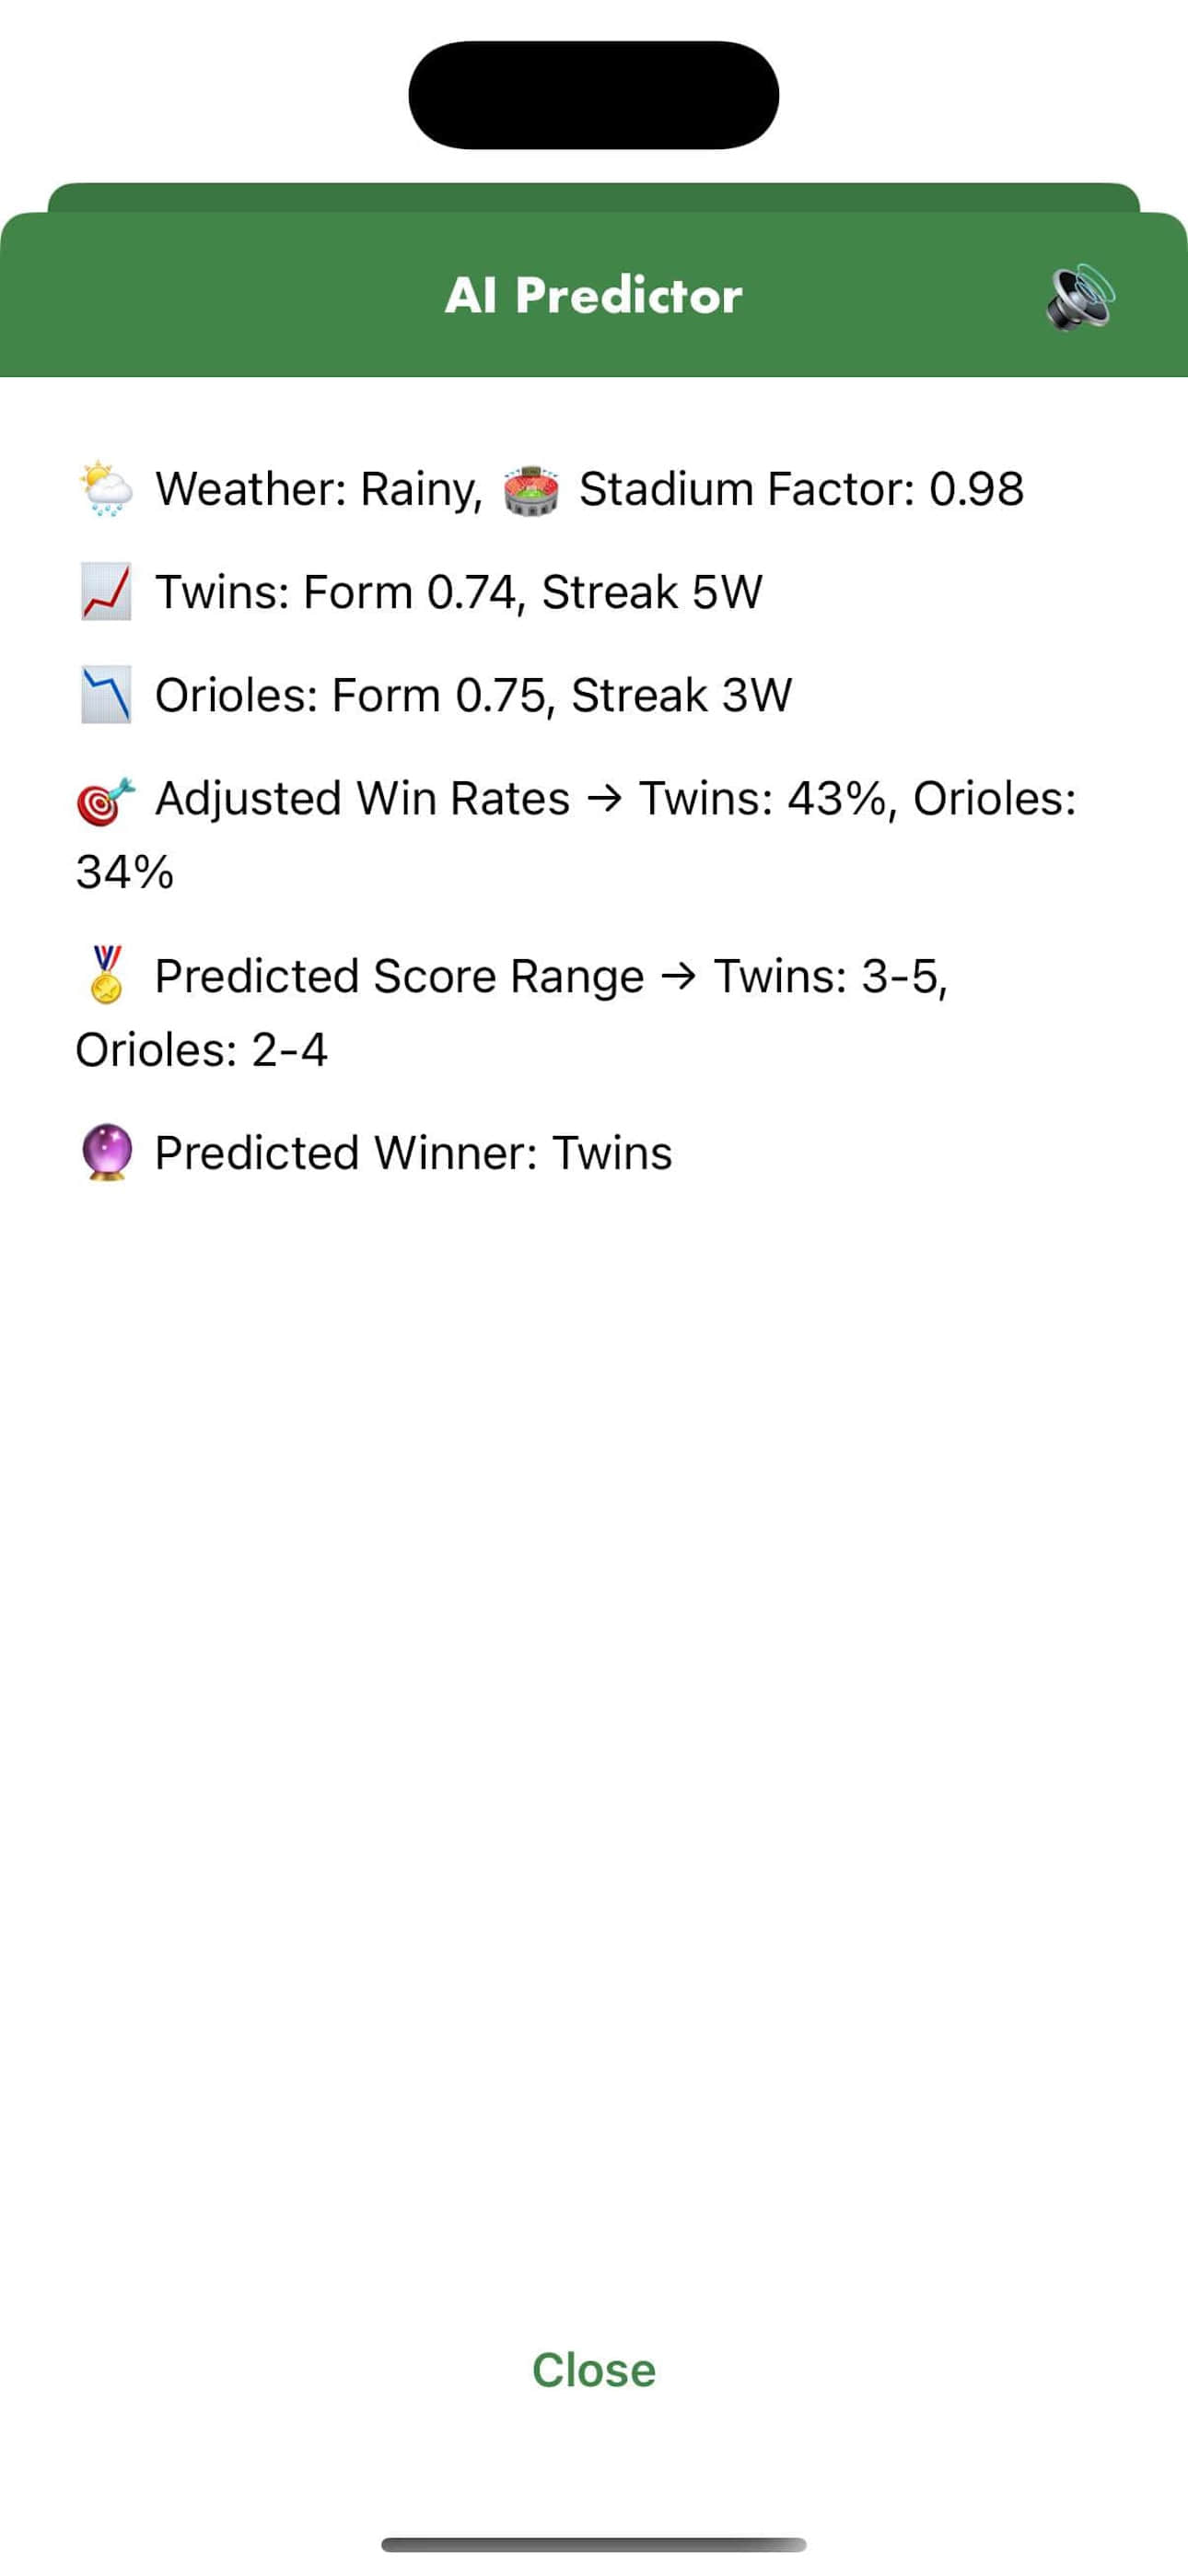 AI Predictor
🌦️ Weather: Rainy, 🏟️ Stadium Factor: 0.98
📈 Twins: Form 0.74, Streak 5W
📉 Orioles: Form 0.75, Streak 3W
🎯 Adjusted Win Rates → Twins: 43%, Orioles:
34%
🏅 Predicted Score Range → Twins: 3-5,
Orioles: 2-4
🔮 Predicted Winner: Twins
Close